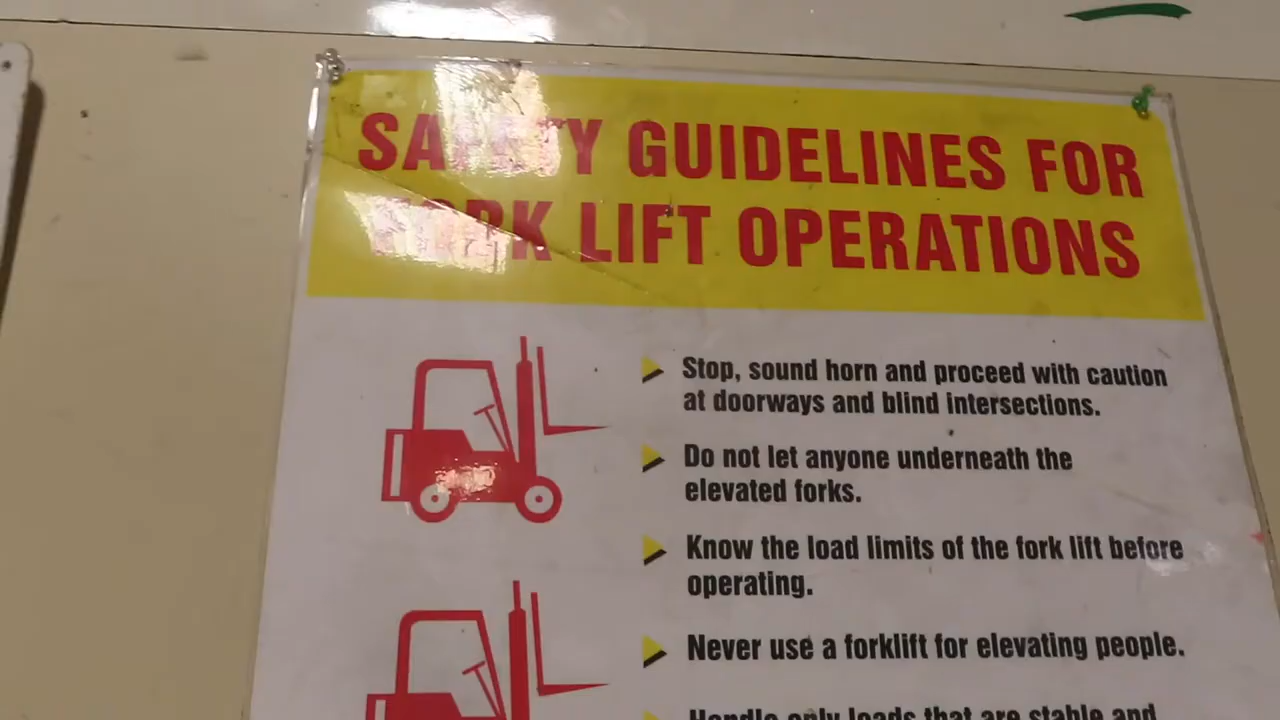 SAFETY GUIDELINES FOR
FORK LIFT OPERATIONS
Stop, sound horn and proceed with caution
at doorways and blind intersections.
Do not let anyone underneath the
elevated forks.
Know the load limits of the fork lift before
operating.
Never use a forklift for elevating people.
Handle only loads that are stable and